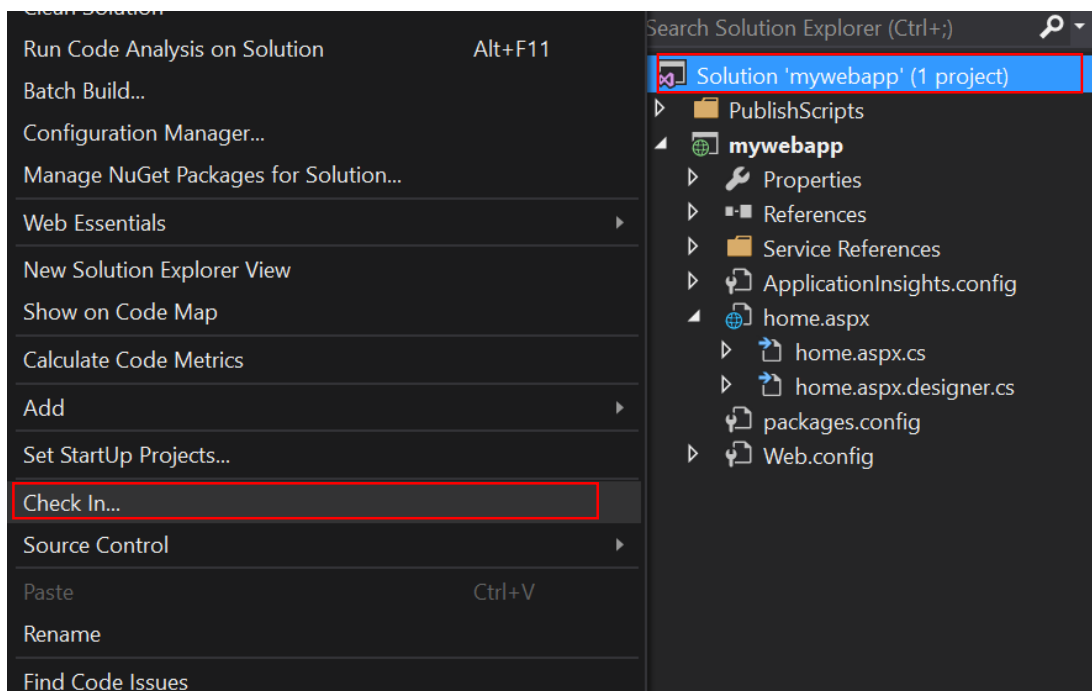 Clean Solution
Run Code Analysis on Solution Alt+F11
Batch Build...
Configuration Manager...
Manage NuGet Packages for Solution...
Web Essentials
New Solution Explorer View
Show on Code Map
Calculate Code Metrics
Add
Set StartUp Projects...
Check In...
Source Control
Paste Ctrl+V
Rename
Find Code Issues
Search Solution Explorer (Ctrl+;)
Solution 'mywebapp' (1 project)
PublishScripts
mywebapp
Properties
References
Service References
ApplicationInsights.config
home.aspx
home.aspx.cs
home.aspx.designer.cs
packages.config
Web.config